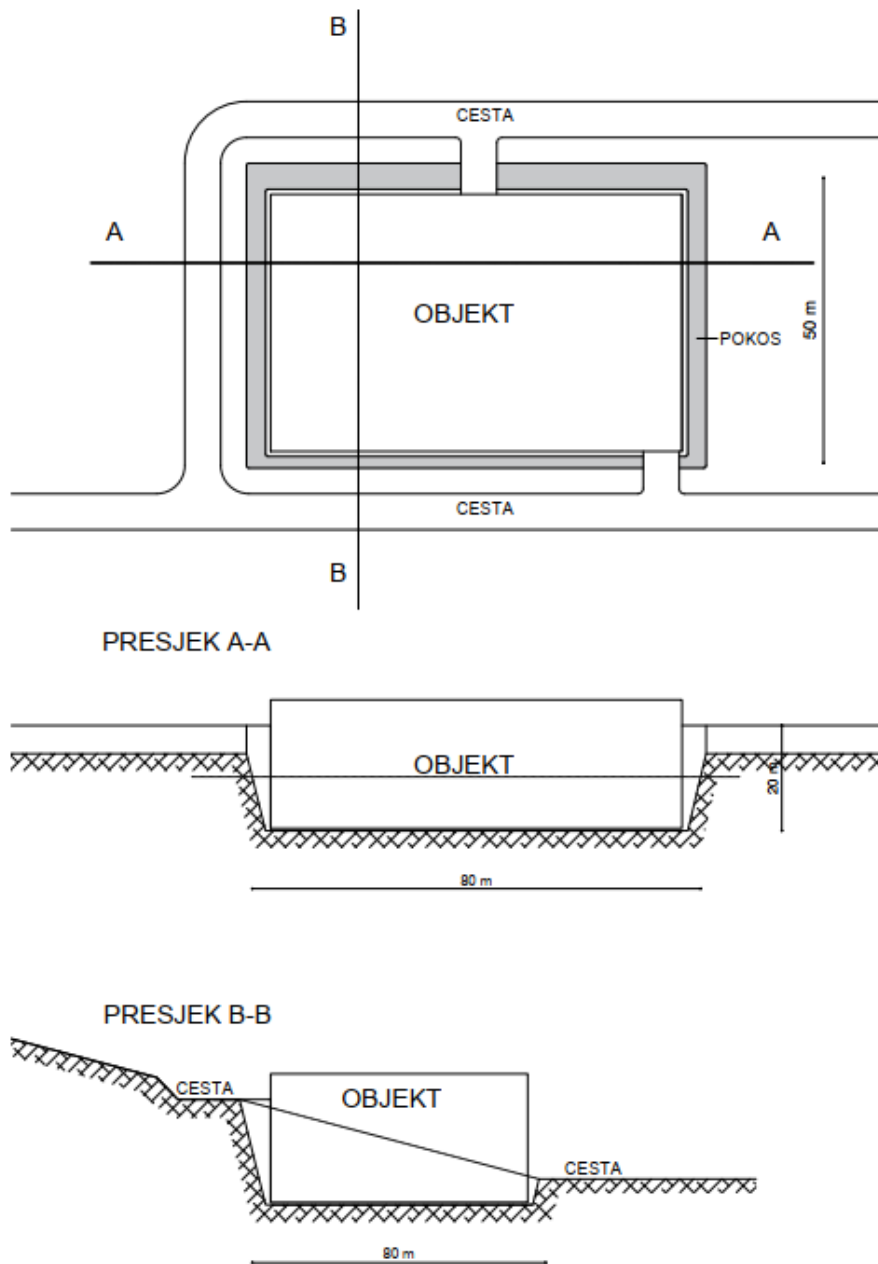 B
CESTA
A
A
OBJEKT
50 m
POKOS
CESTA
B
PRESJEK A-A
OBJEKT
20 m
80 m
PRESJEK B-B
CESTA
OBJEKT
CESTA
80 m